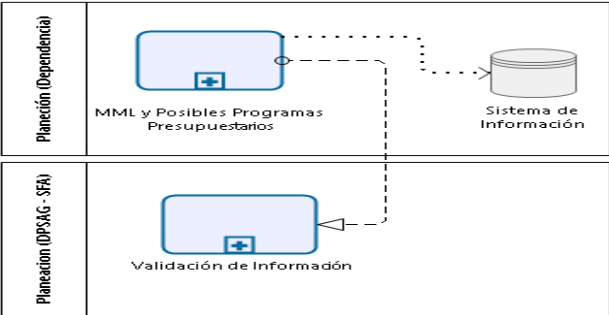 Planeción (Dependencia)
MML y Posibles Programas
Presupuestarios
Sistema de
Información
Planeacion (DPSAG - SFA)
Validación de Información